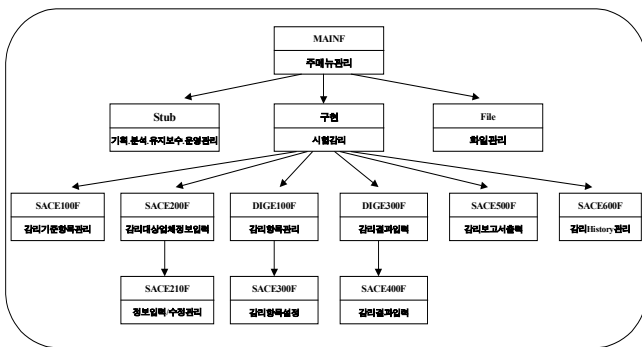 MAINF
주메뉴관리
Stub
기획.분석.유지보수.운영관리
구현
시험감리
File
화일관리
SACE100F
감리기준항목관리
SACE200F
감리대상업체정보입력
DIGE100F
감리항목관리
DIGE300F
감리결과입력
SACE500F
감리보고서출력
SACE600F
감리History관리
SACE210F
정보입력/수정관리
SACE300F
감리항목설정
SACE400F
감리결과입력